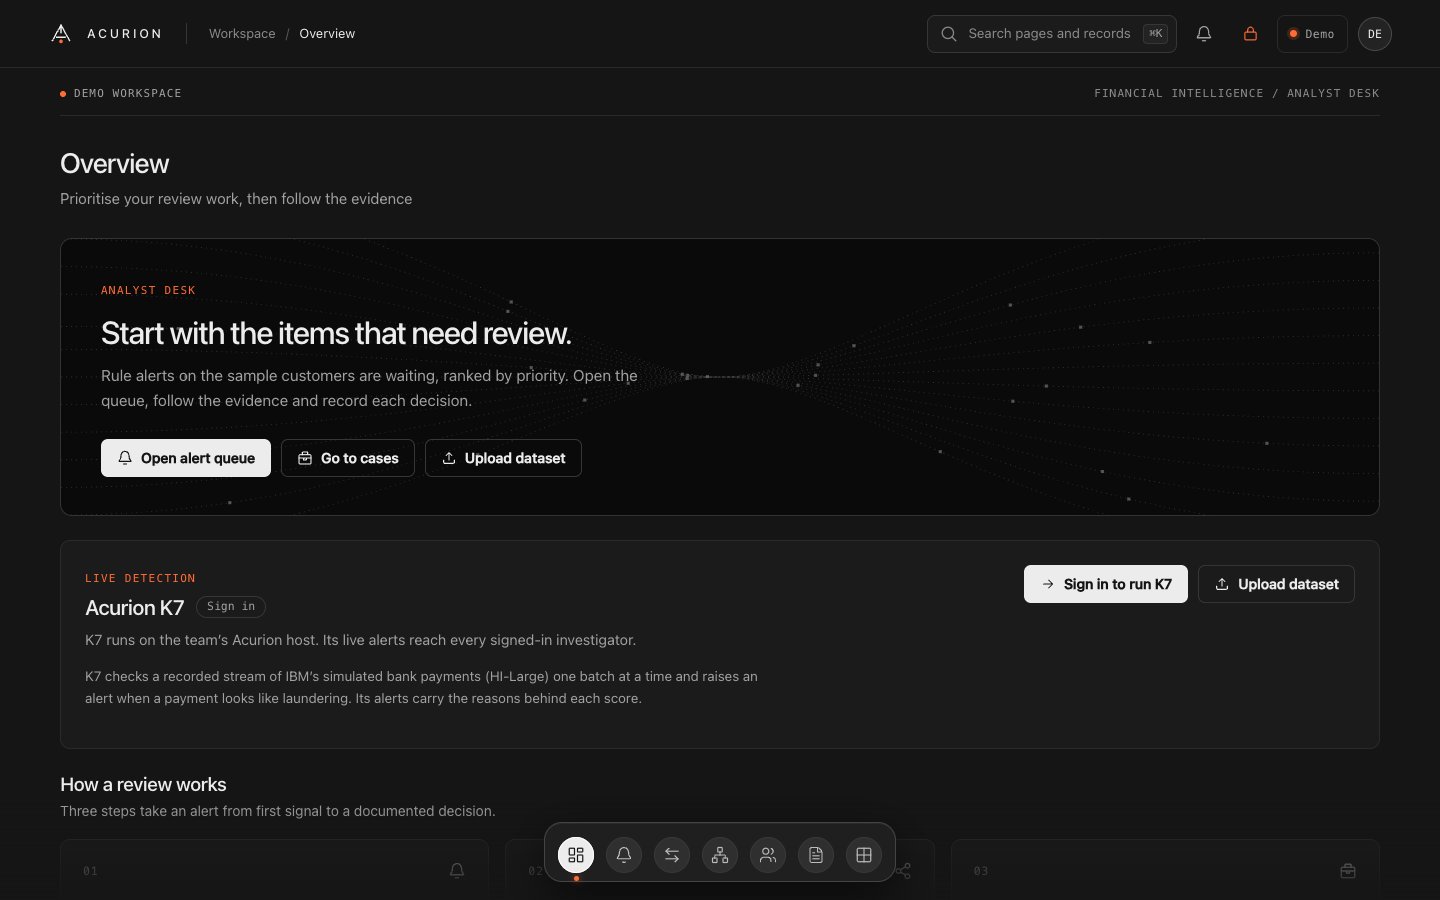 ACURION
Workspace / Overview
Search pages and records ⌘K
Demo
DE
DEMO WORKSPACE
FINANCIAL INTELLIGENCE / ANALYST DESK
Overview
Prioritise your review work, then follow the evidence
ANALYST DESK
Start with the items that need review.
Rule alerts on the sample customers are waiting, ranked by priority. Open the
queue, follow the evidence and record each decision.
Open alert queue
Go to cases
Upload dataset
LIVE DETECTION
Acurion K7
Sign in
Sign in to run K7
Upload dataset
K7 runs on the team’s Acurion host. Its live alerts reach every signed-in investigator.
K7 checks a recorded stream of IBM’s simulated bank payments (HI-Large) one batch at a time and raises an
alert when a payment looks like laundering. Its alerts carry the reasons behind each score.
How a review works
Three steps take an alert from first signal to a documented decision.
01
02
03